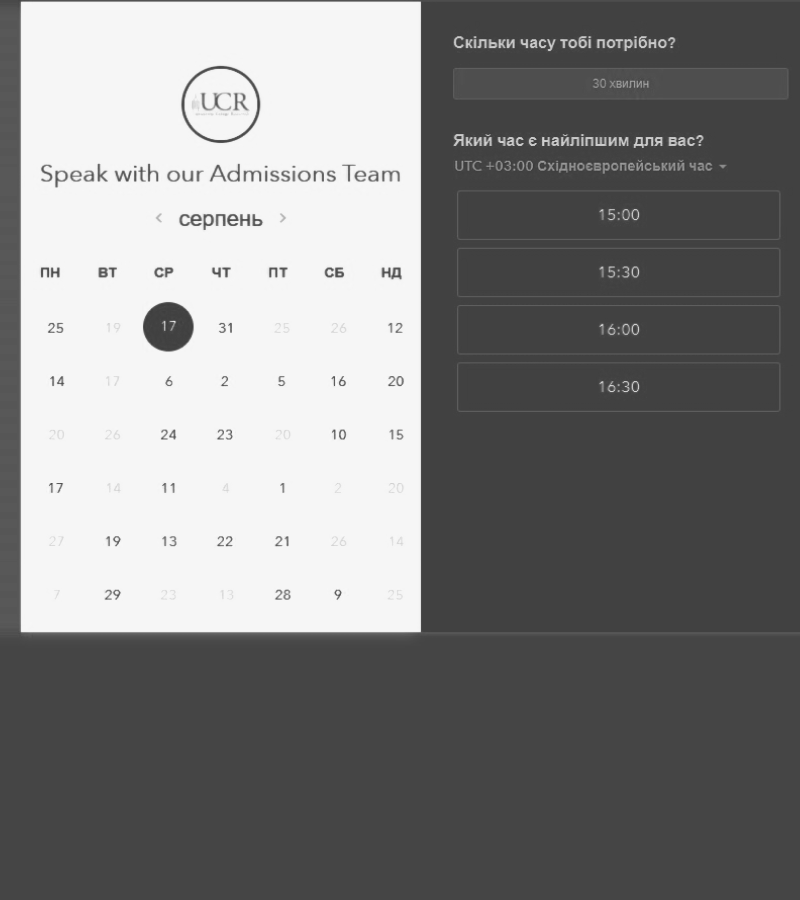 UCR
Speak with our Admissions Team
< серпень >
ПН ВТ СР ЧТ ПТ СБ НД
25 19 17 31 25 26 12
14 17 6 2 5 16 20
20 26 24 23 20 10 15
17 14 11 4 1 2 20
27 19 13 22 21 26 14
7 29 23 13 28 9 25
Скільки часу тобі потрібно?
30 хвилин
Який час є найліпшим для вас?
UTC +03:00 Східноєвропейський час
15:00
15:30
16:00
16:30